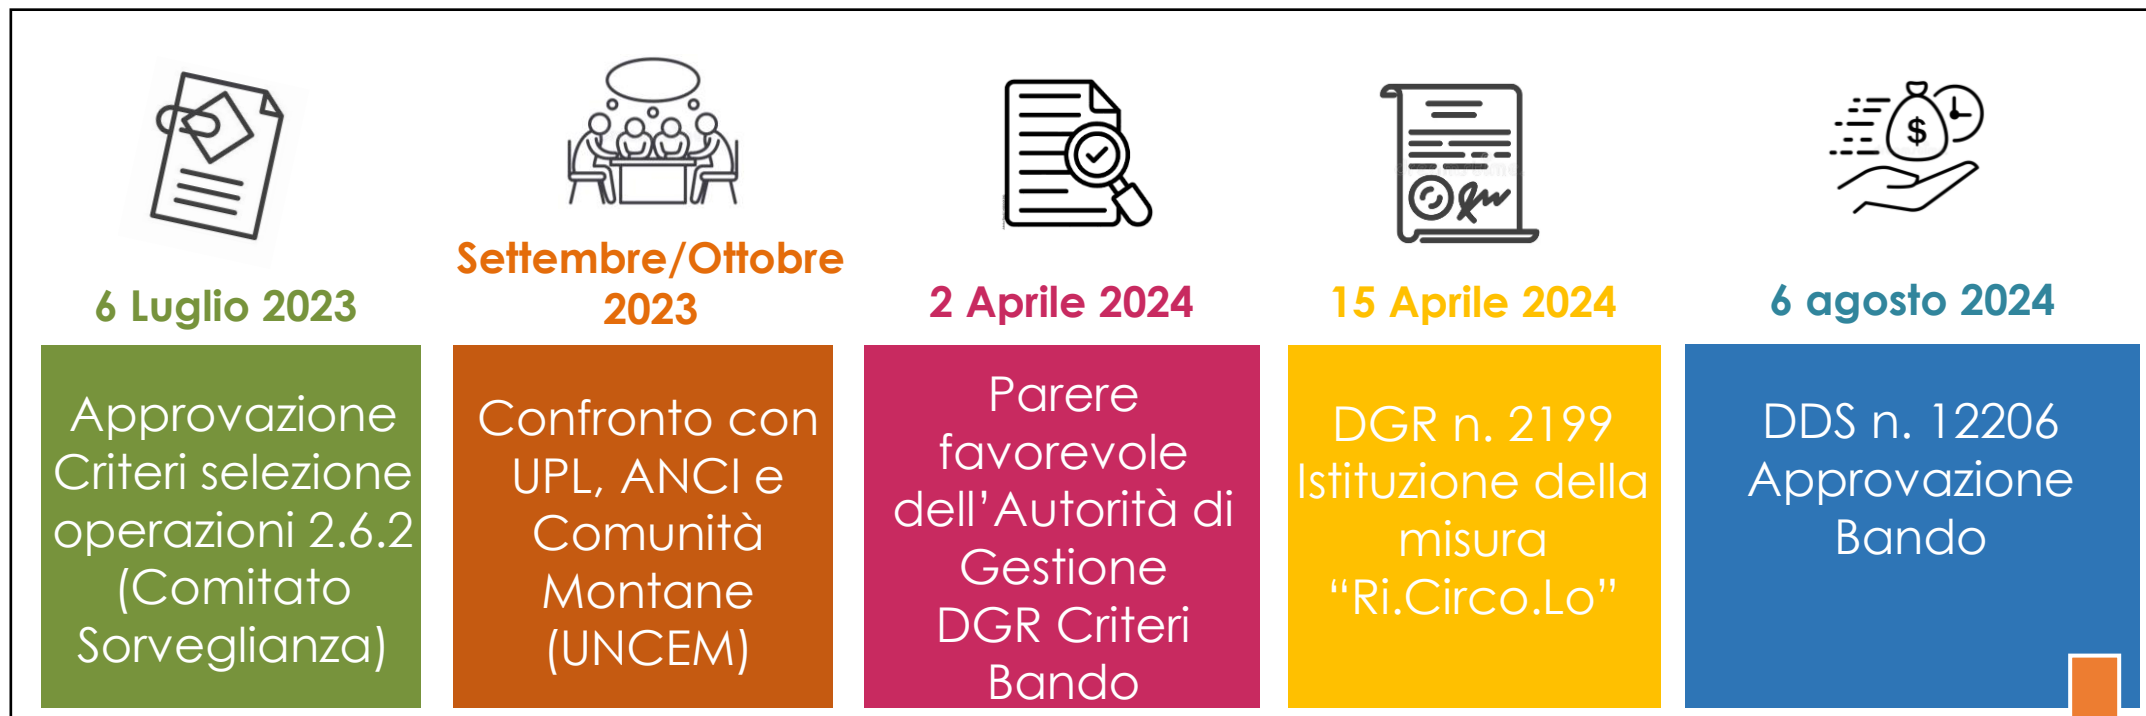 6 Luglio 2023
Approvazione
Criteri selezione
operazioni 2.6.2
(Comitato
Sorveglianza)
Settembre/Ottobre
2023
Confronto con
UPL, ANCI e
Comunità
Montane
(UNCEM)
2 Aprile 2024
Parere
favorevole
dell’Autorità di
Gestione
DGR Criteri
Bando
15 Aprile 2024
DGR n. 2199
Istituzione della
misura
“Ri.Circo.Lo”
$
6 agosto 2024
DDS n. 12206
Approvazione
Bando